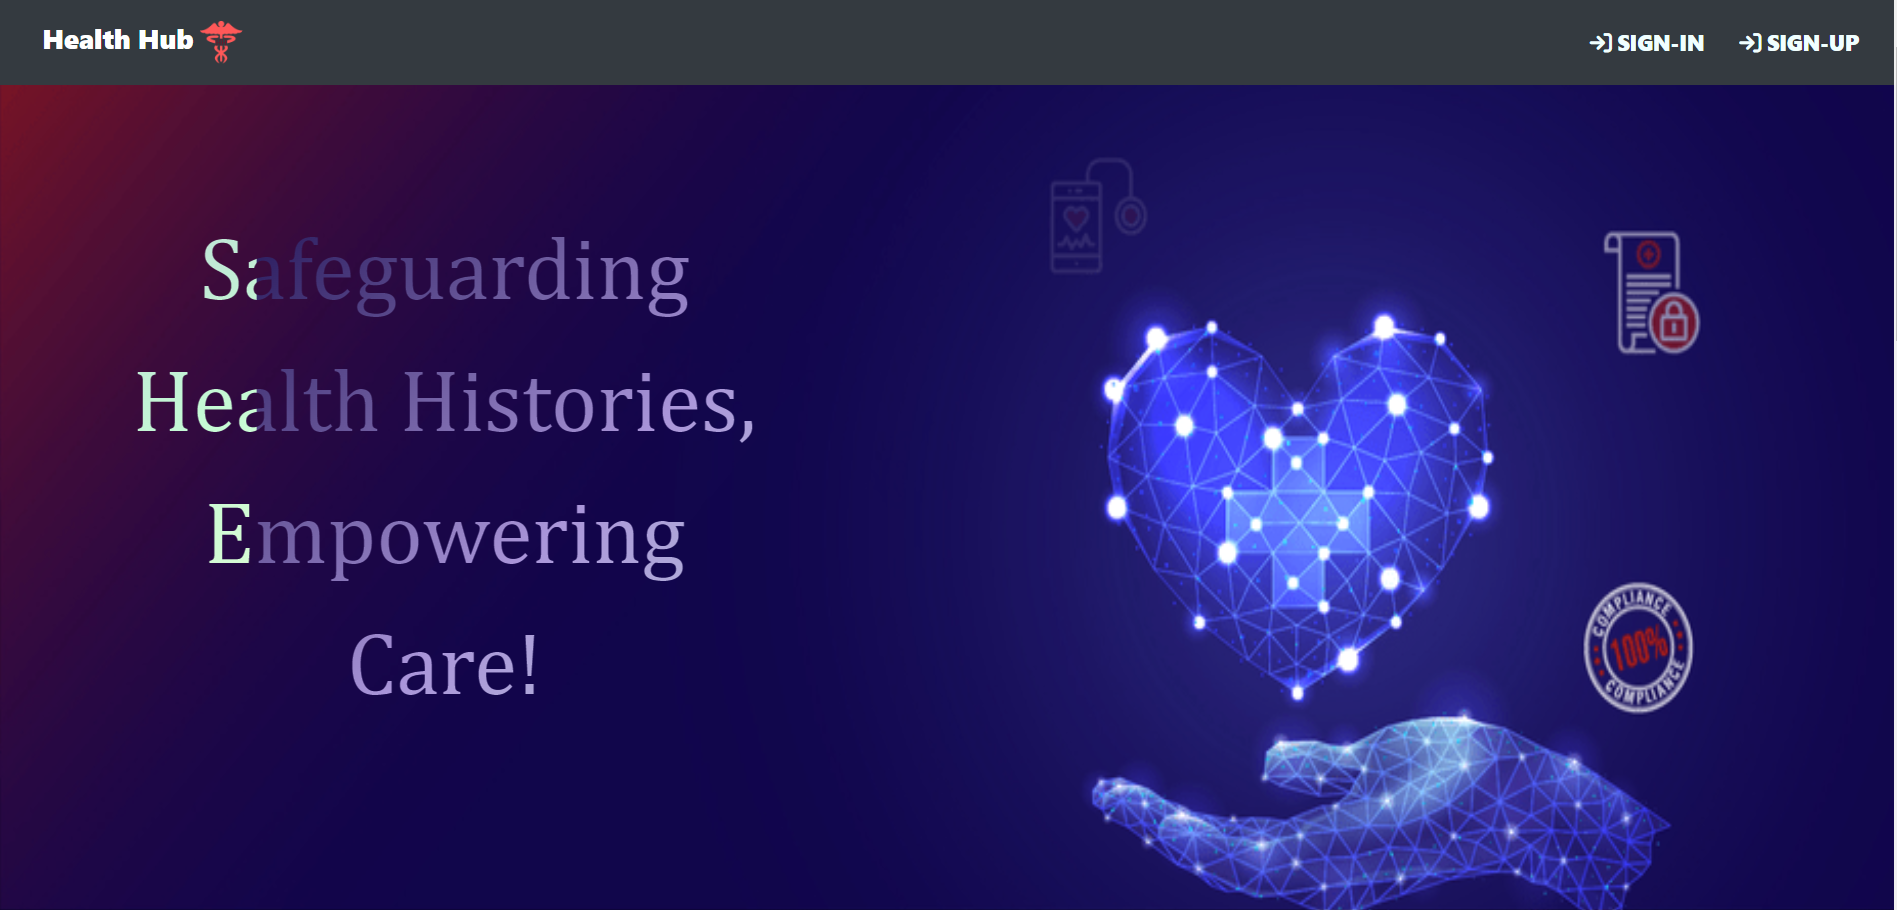 Health Hub
SIGN-IN
SIGN-UP
Safeguarding
Health Histories,
Empowering
Care!
COMPLIANCE
100%
COMPLIANCE